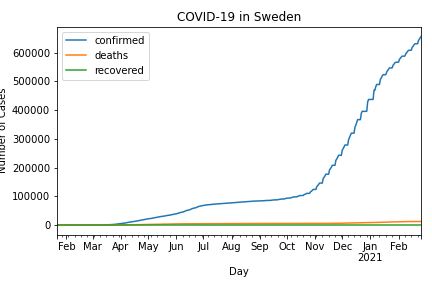 COVID-19 in Sweden
confirmed
deaths
recovered
600000
500000
400000
300000
200000
100000
0
Number of Cases
Feb Mar Apr May Jun Jul Aug Sep Oct Nov Dec Jan Feb
2021
Day